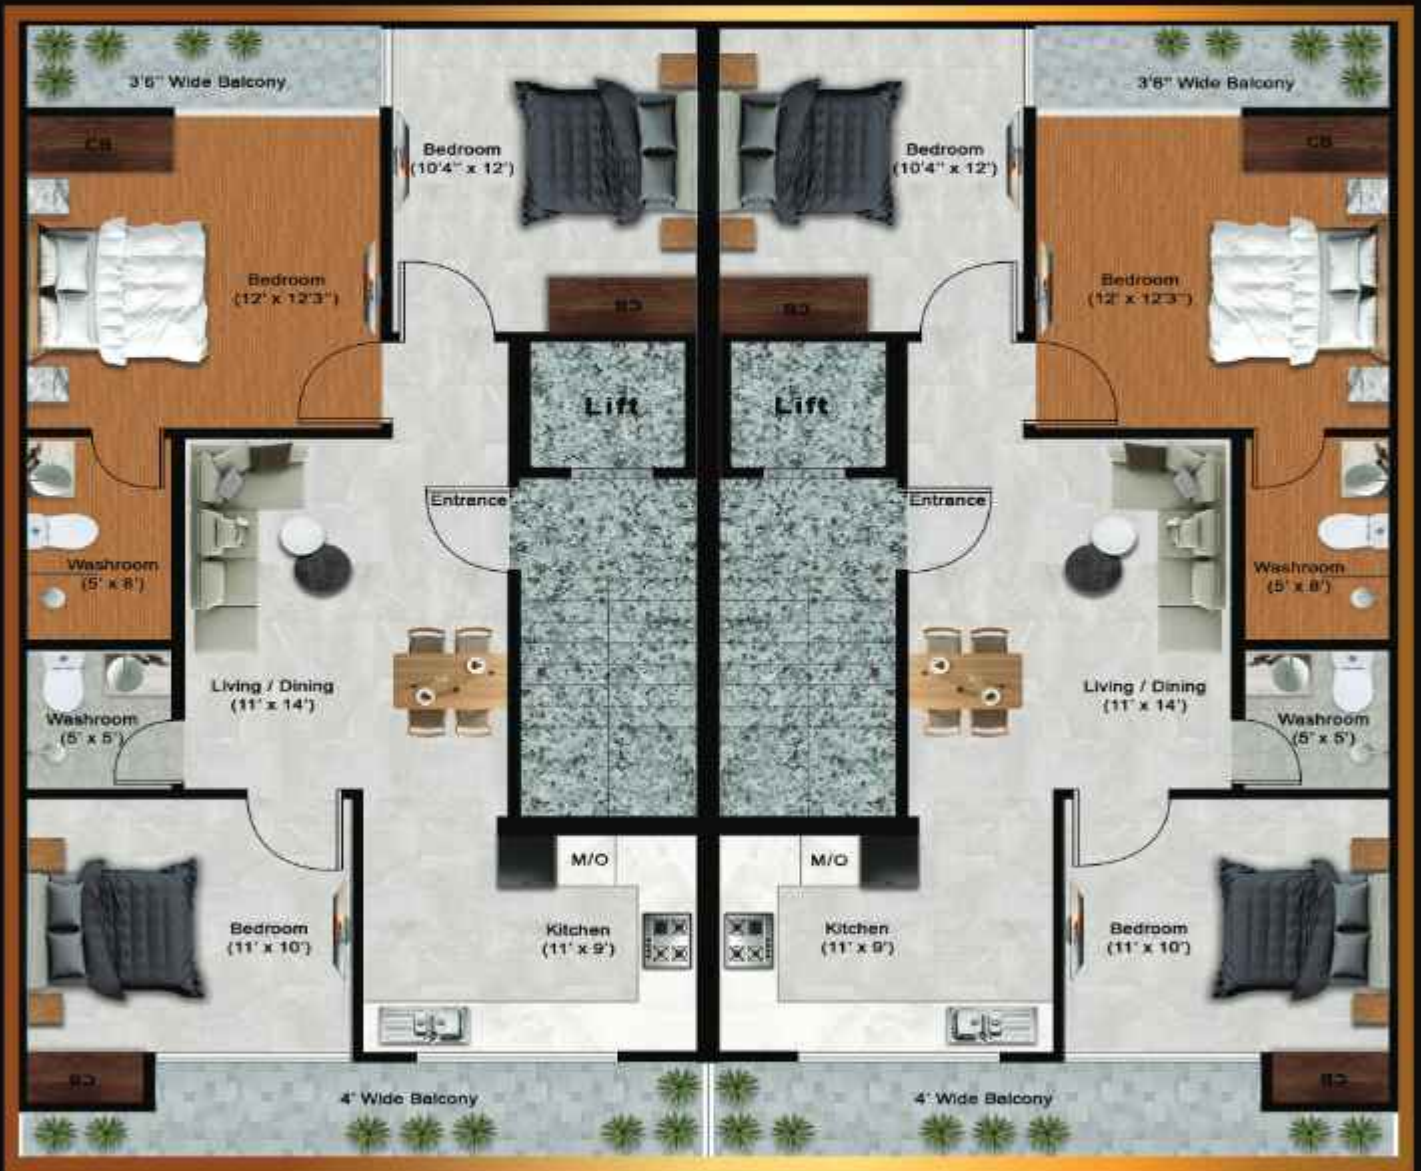 3'6" Wide Balcony
3'6" Wide Balcony
CB
Bedroom
(10'4" x 12')
Bedroom
(10'4" x 12')
CB
Bedroom
(12' x 12'3")
Bedroom
(12' x 12'3")
CB
CB
Lift
Lift
Entrance
Entrance
Washroom
(5' x 8')
Washroom
(5' x 8')
Living / Dining
(11' x 14')
Living / Dining
(11' x 14')
Washroom
(5' x 5')
Washroom
(5' x 5')
M/O
M/O
Bedroom
(11' x 10')
Kitchen
(11' x 9')
Kitchen
(11' x 9')
Bedroom
(11' x 10')
CB
CB
4' Wide Balcony
4' Wide Balcony